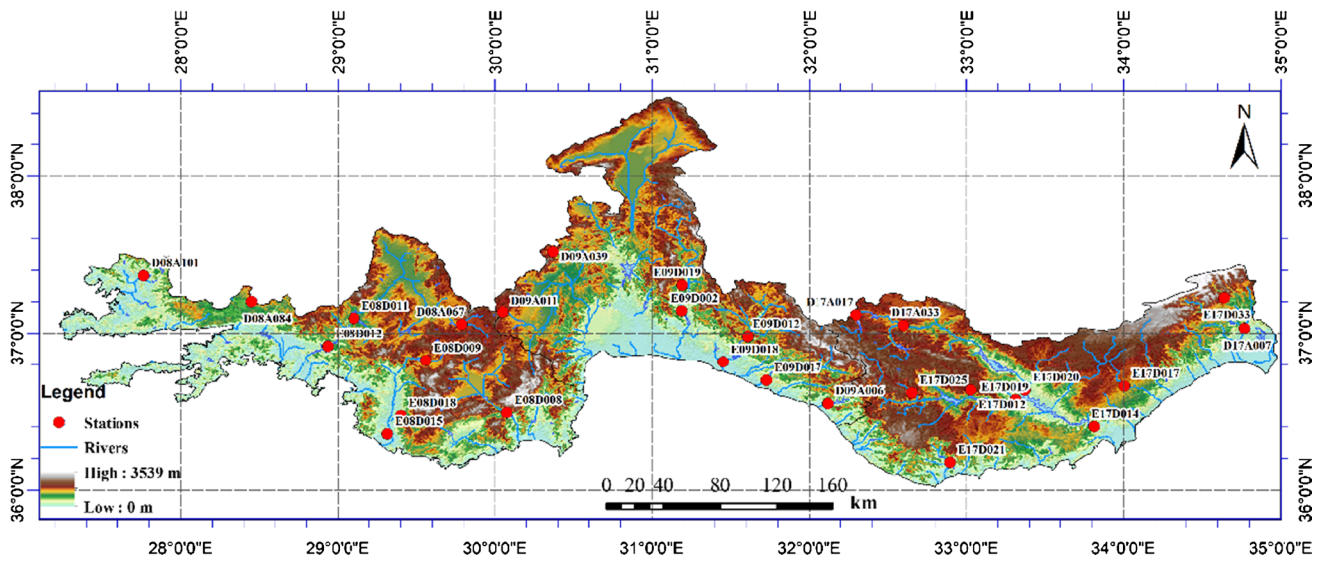 28°0'0"E 29°0'0"E 30°0'0"E 31°0'0"E 32°0'0"E 33°0'0"E 34°0'0"E 35°0'0"E
N
38°0'0"N 38°0'0"N
D08A101
D09A039
E09D019
E09D002
D17A017
D17A033
E17D033
D17A007
D08A084
E08D011
D08A067
D09A011
E09D012
37°0'0"N 37°0'0"N
E08D012
E08D009
E09D018
E09D017
D09A006
E17D025
E17D019
E17D020
E17D017
E17D012
E17D014
E08D018
E08D015
E08D008
E17D021
Legend
Stations
Rivers
High : 3539 m
Low : 0 m
36°0'0"N 36°0'0"N
0 20 40 80 120 160
km
28°0'0"E 29°0'0"E 30°0'0"E 31°0'0"E 32°0'0"E 33°0'0"E 34°0'0"E 35°0'0"E